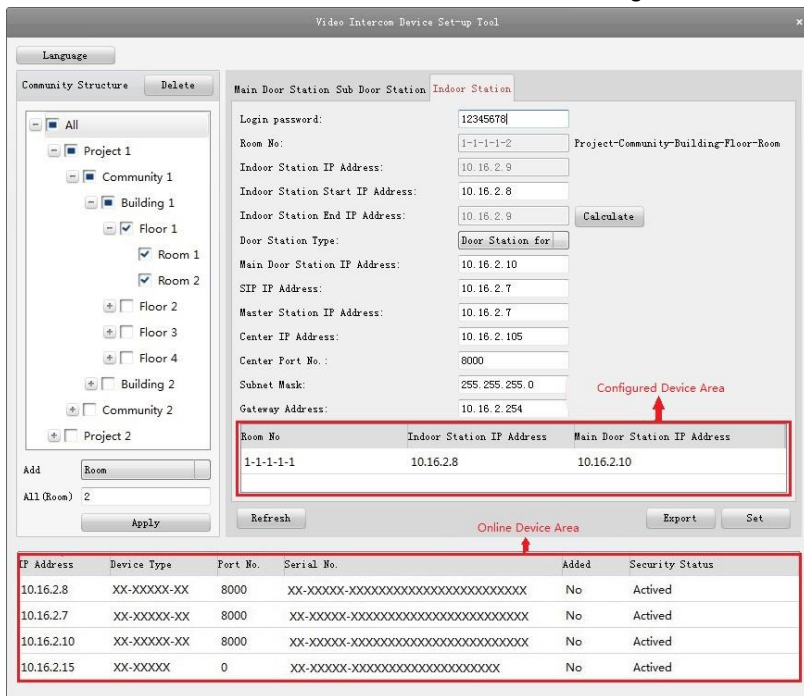 Video Intercom Device Set-up Tool ×
Language
Community Structure Delete
All
Project 1
Community 1
Building 1
Floor 1
Room 1
Room 2
Floor 2
Floor 3
Floor 4
Building 2
Community 2
Project 2
Add Room
All(Room) 2
Apply
Main Door Station Sub Door Station Indoor Station
Login password: 12345678
Room No: 1-1-1-1-2 Project-Community-Building-Floor-Room
Indoor Station IP Address: 10.16.2.9
Indoor Station Start IP Address: 10.16.2.8
Indoor Station End IP Address: 10.16.2.9 Calculate
Door Station Type: Door Station for
Main Door Station IP Address: 10.16.2.10
SIP IP Address: 10.16.2.7
Master Station IP Address: 10.16.2.7
Center IP Address: 10.16.2.105
Center Port No.: 8000
Subnet Mask: 255.255.255.0
Gateway Address: 10.16.2.254
Configured Device Area
Room No Indoor Station IP Address Main Door Station IP Address
1-1-1-1-1 10.16.2.8 10.16.2.10
Refresh Export Set
Online Device Area
IP Address Device Type Port No. Serial No. Added Security Status
10.16.2.8 XX-XXXXX-XX 8000 XX-XXXXX-XXXXXXXXXXXXXXXXXXXXXXXXX No Actived
10.16.2.7 XX-XXXXX-XX 8000 XX-XXXXX-XXXXXXXXXXXXXXXXXXXXXXXXX No Actived
10.16.2.10 XX-XXXXX-XX 8000 XX-XXXXX-XXXXXXXXXXXXXXXXXXXXXXXXX No Actived
10.16.2.15 XX-XXXXX 0 XX-XXXXX-XXXXXXXXXXXXXXXXXXXXX No Actived